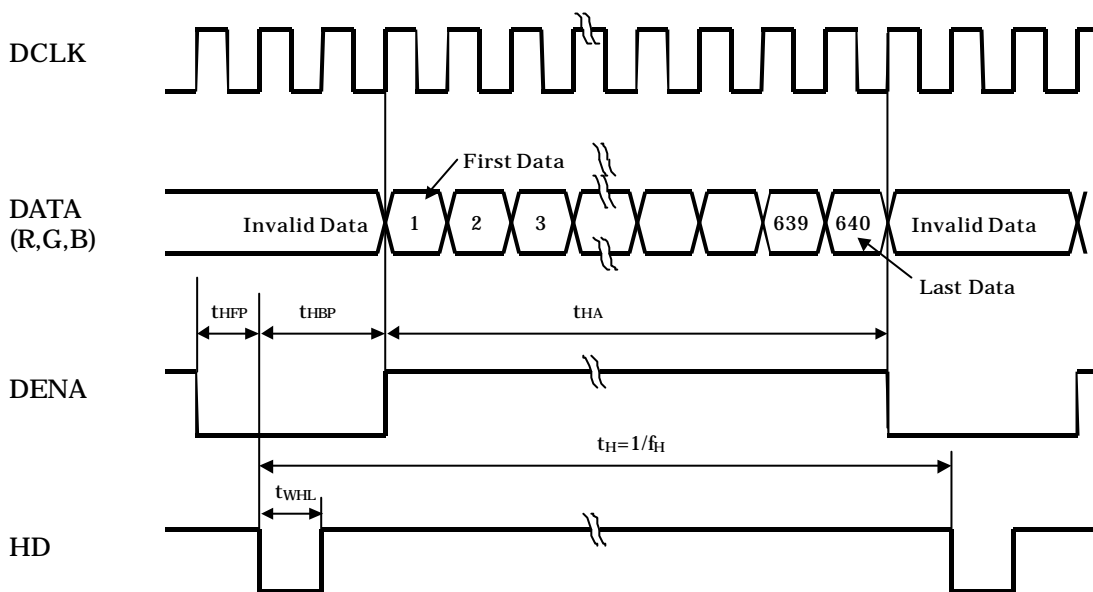 DCLK
First Data
DATA
(R,G,B)
Invalid Data
1
2
3
639
640
Invalid Data
Last Data
tHFP
tHBP
tHA
DENA
tH=1/fH
tWHL
HD